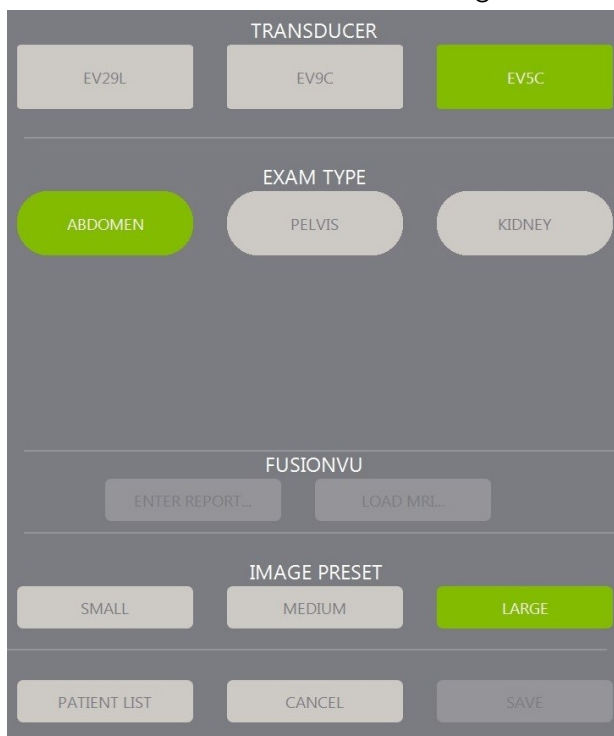 TRANSDUCER
EV29L EV9C EV5C
EXAM TYPE
ABDOMEN PELVIS KIDNEY
FUSIONVU
ENTER REPORT... LOAD MRI...
IMAGE PRESET
SMALL MEDIUM LARGE
PATIENT LIST CANCEL SAVE